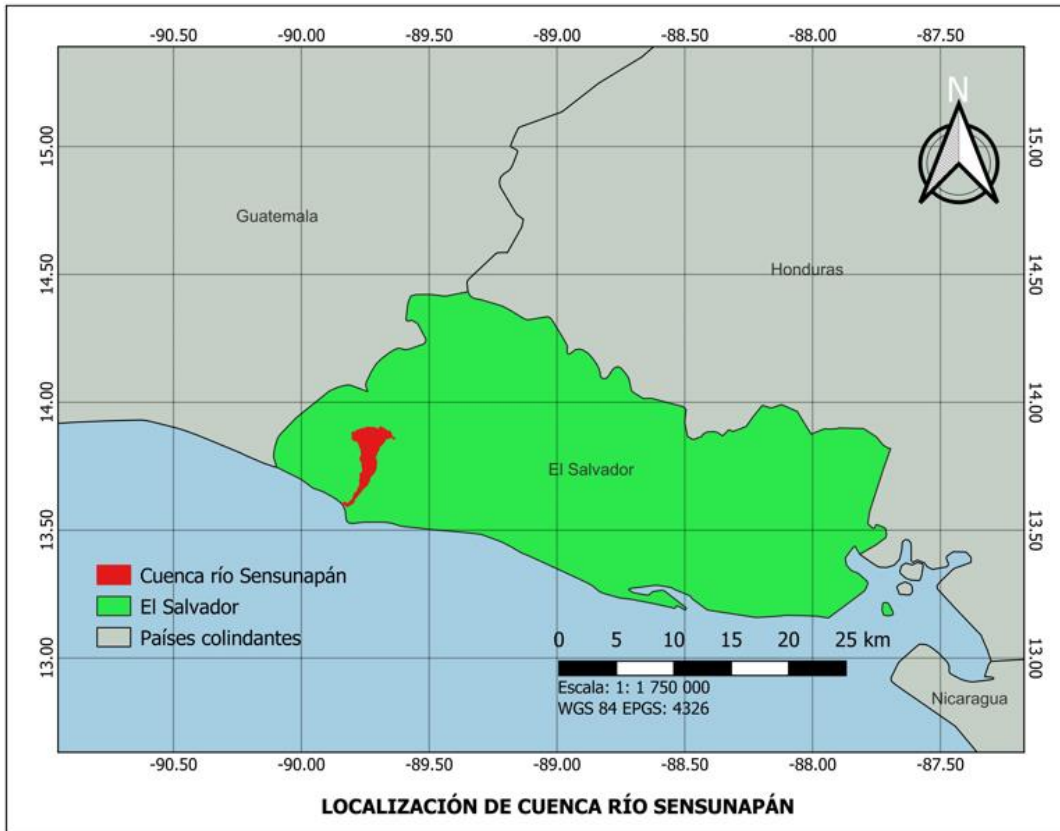 -90.50 -90.00 -89.50 -89.00 -88.50 -88.00 -87.50
N
15.00 15.00
Guatemala
Honduras
14.50 14.50
14.00 14.00
El Salvador
13.50 13.50
Cuenca río Sensunapán
El Salvador
Países colindantes
0 5 10 15 20 25 km
13.00 13.00
Escala: 1: 1 750 000
WGS 84 EPGS: 4326
Nicaragua
-90.50 -90.00 -89.50 -89.00 -88.50 -88.00 -87.50
LOCALIZACIÓN DE CUENCA RÍO SENSUNAPÁN